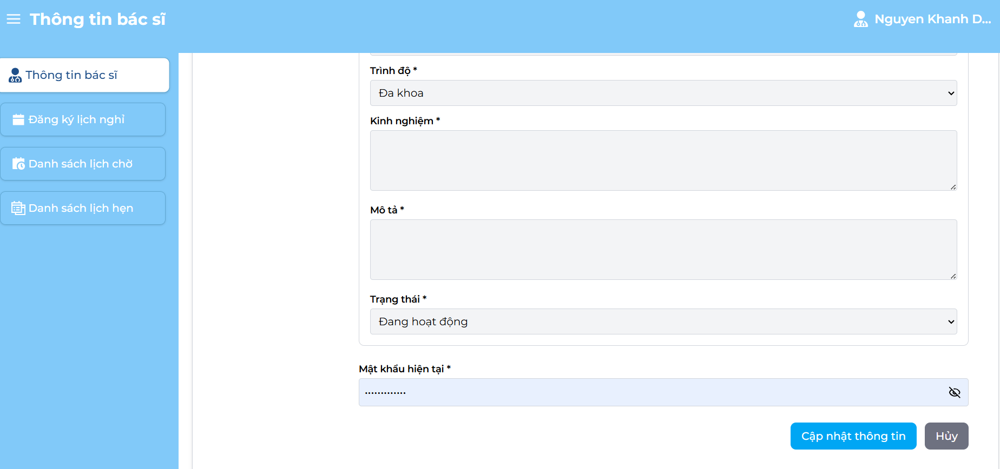 Thông tin bác sĩ
Nguyen Khanh D...
Thông tin bác sĩ
Đăng ký lịch nghỉ
Danh sách lịch chờ
Danh sách lịch hẹn
Trình độ *
Đa khoa
Kinh nghiệm *
Mô tả *
Trạng thái *
Đang hoạt động
Mật khẩu hiện tại *
•••••••••••••
Cập nhật thông tin
Hủy